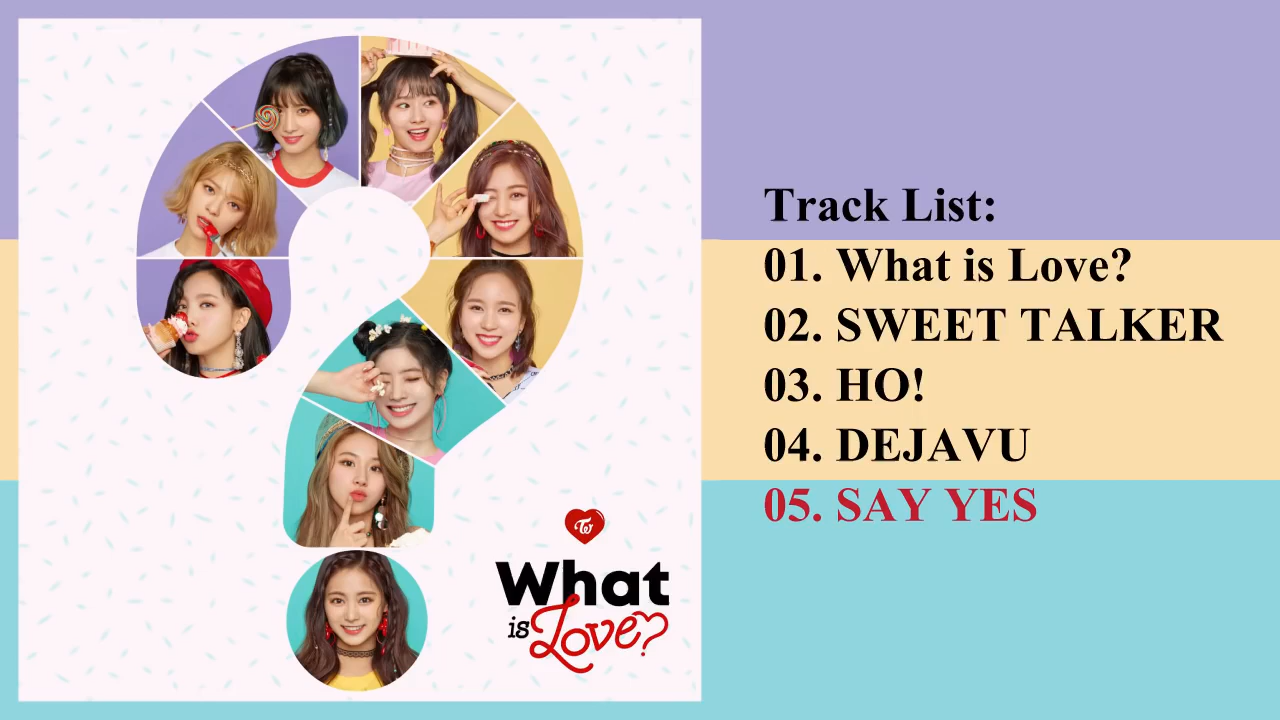 Track List:
01. What is Love?
02. SWEET TALKER
03. HO!
04. DEJAVU
05. SAY YES
TW
What
is Love?